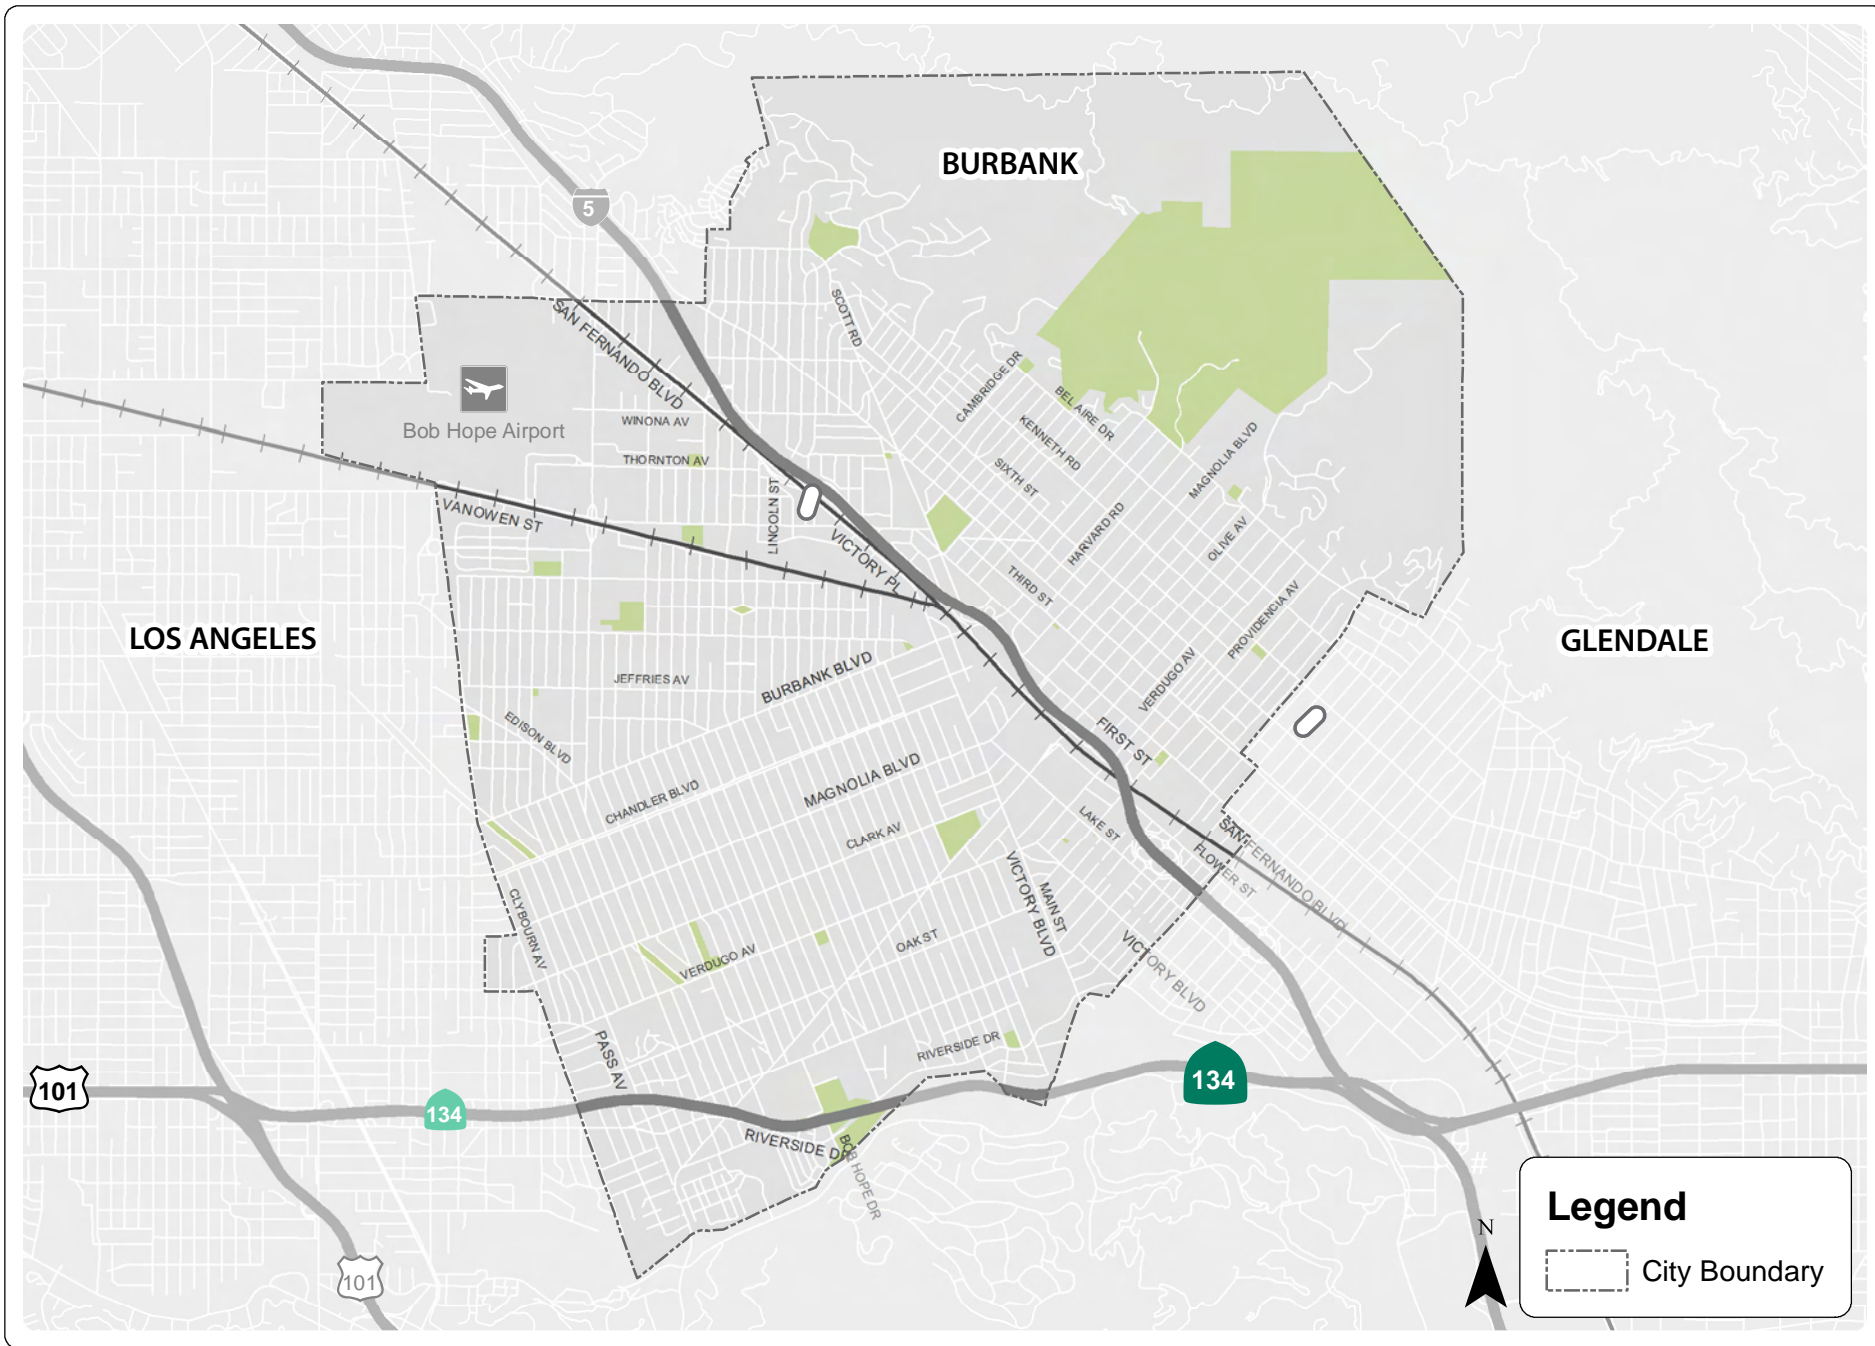 BURBANK
5
SCOTT RD
SAN FERNANDO BLVD
CAMBRIDGE DR
BEL AIRE DR
Bob Hope Airport
WINONA AV
KENNETH RD
MAGNOLIA BLVD
THORNTON AV
SIXTH ST
LINCOLN ST
VANOWEN ST
HARVARD RD
OLIVE AV
VICTORY PL
THIRD ST
PROVIDENCIA AV
LOS ANGELES
GLENDALE
JEFFRIES AV
BURBANK BLVD
VERDUGO AV
EDISON BLVD
FIRST ST
MAGNOLIA BLVD
CHANDLER BLVD
CLARK AV
LAKE ST
SAN FERNANDO BLVD
FLOWER ST
VICTORY BLVD
MAIN ST
CLYBOURN AV
OAK ST
VERDUGO AV
VICTORY BLVD
PASS AV
RIVERSIDE DR
101
134
134
RIVERSIDE DR
BOB HOPE DR
#
101
N
Legend
City Boundary